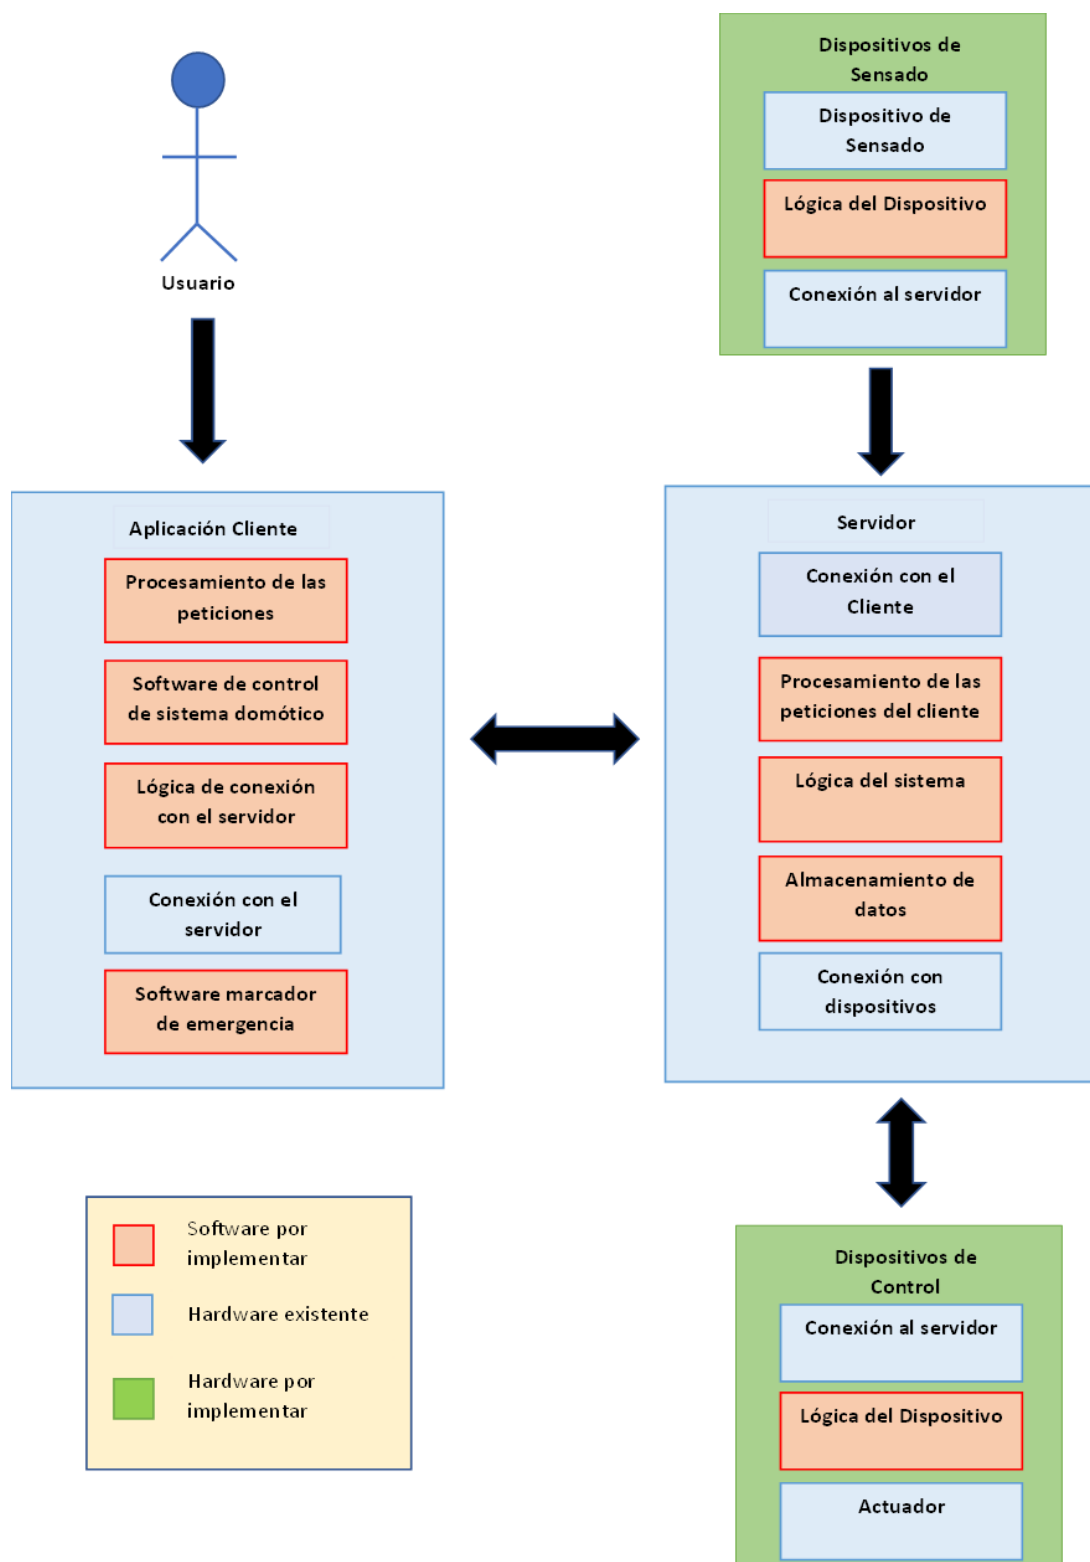 Usuario
Dispositivos de
Sensado
Dispositivo de
Sensado
Lógica del Dispositivo
Conexión al servidor
Aplicación Cliente
Procesamiento de las
peticiones
Software de control
de sistema domótico
Lógica de conexión
con el servidor
Conexión con el
servidor
Software marcador
de emergencia
Servidor
Conexión con el
Cliente
Procesamiento de las
peticiones del cliente
Lógica del sistema
Almacenamiento de
datos
Conexión con
dispositivos
Software por
implementar
Hardware existente
Hardware por
implementar
Dispositivos de
Control
Conexión al servidor
Lógica del Dispositivo
Actuador